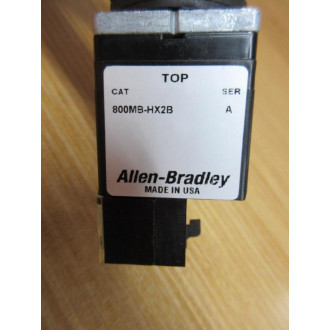 TOP
CAT SER
800MB-HX2B A
Allen-Bradley
MADE IN USA